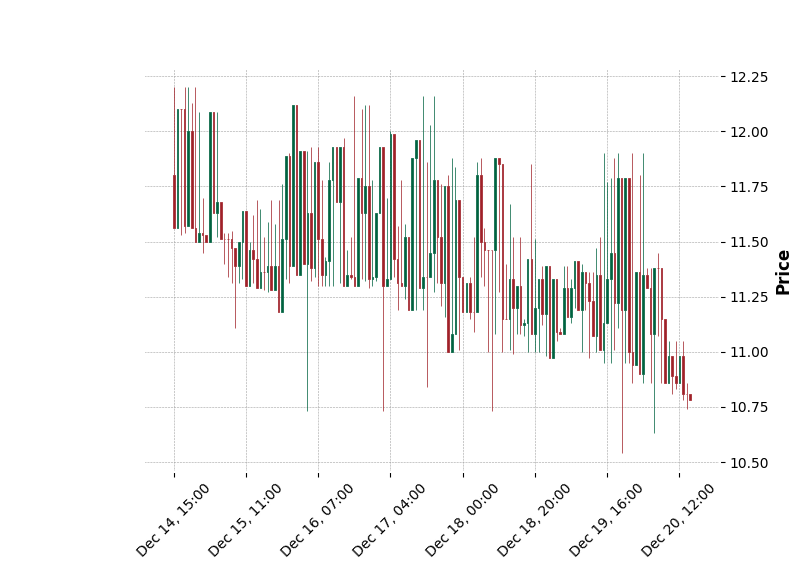 12.25
12.00
11.75
11.50
11.25
11.00
10.75
10.50
Price
Dec 14, 15:00
Dec 15, 11:00
Dec 16, 07:00
Dec 17, 04:00
Dec 18, 00:00
Dec 18, 20:00
Dec 19, 16:00
Dec 20, 12:00